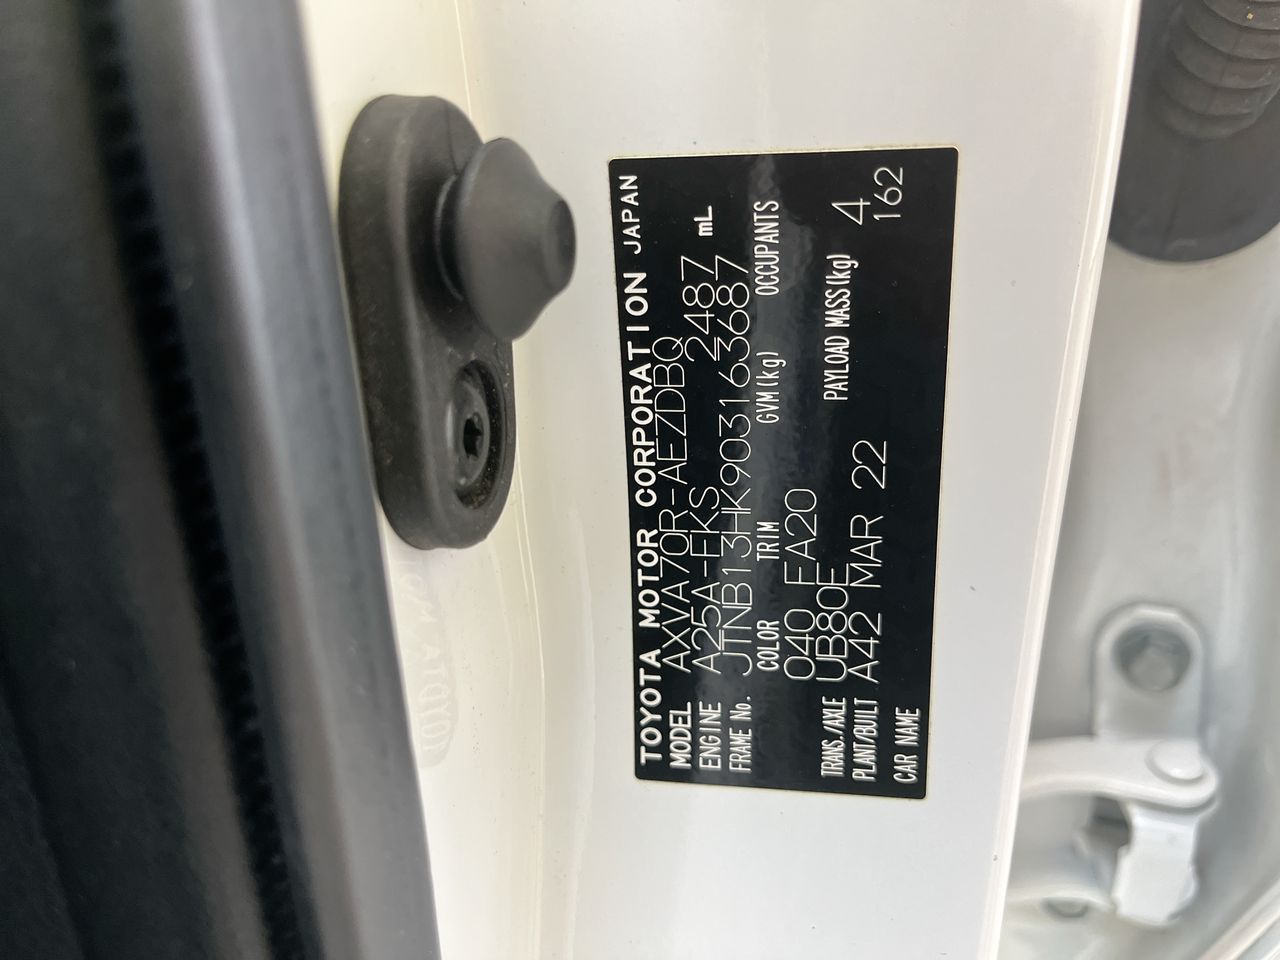 TOYOTA MOTOR CORPORATION JAPAN
MODEL AXVA70R-AEZDBQ
ENGINE A25A-FKS 2487 mL
FRAME No. JTNB13HK903163687
COLOR TRIM GVM(kg) OCCUPANTS
040 FA20
TRANS./AXLE UB80E PAYLOAD MASS(kg) 4
PLANT/BUILT A42 MAR 22 162
CAR NAME